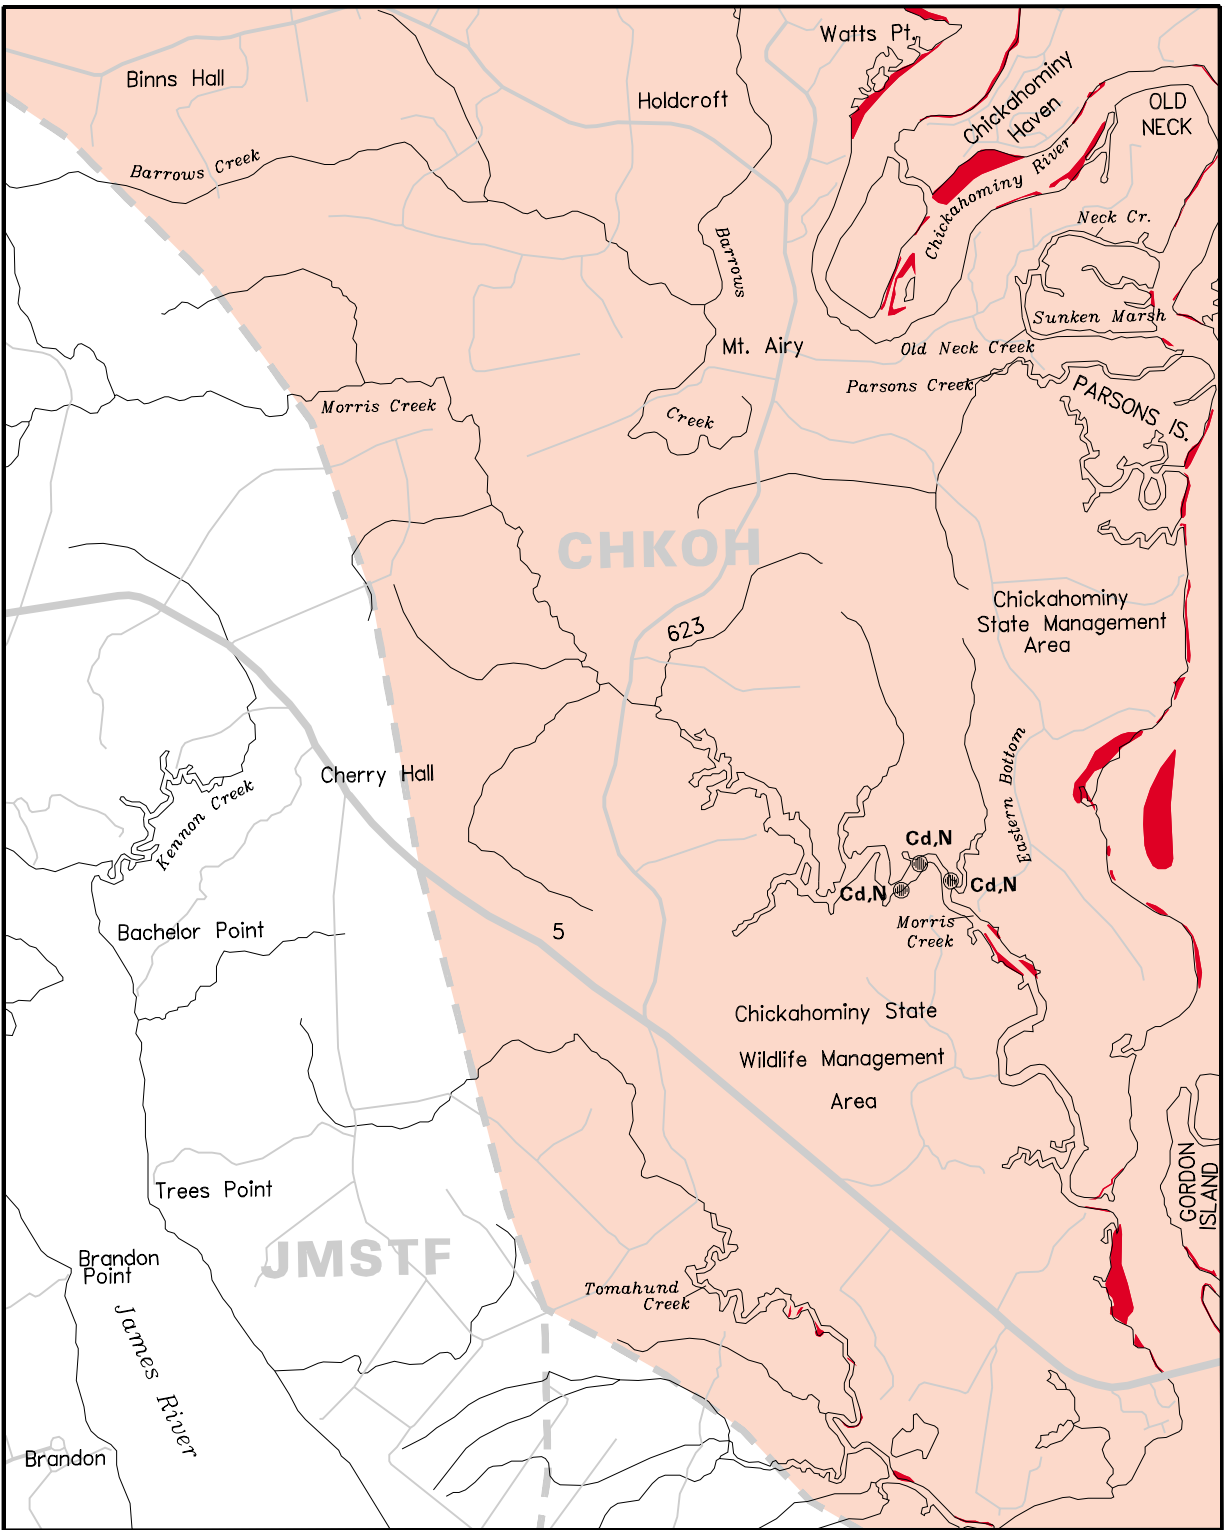 Watts Pt.
Binns Hall
Holdcroft
Chickahominy
Haven
OLD
NECK
Barrows Creek
Chickahominy River
Neck Cr.
Barrows
Sunken Marsh
Mt. Airy
Old Neck Creek
Parsons Creek
PARSONS IS.
Morris Creek
Creek
CHKOH
Chickahominy
State Management
Area
623
Eastern Bottom
Cherry Hall
Kennon Creek
Cd,N
Cd,N
Cd,N
Morris
Creek
Bachelor Point
5
Chickahominy State
Wildlife Management
Area
GORDON
ISLAND
Trees Point
JMSTF
Brandon
Point
Tomahund
Creek
James River
Brandon